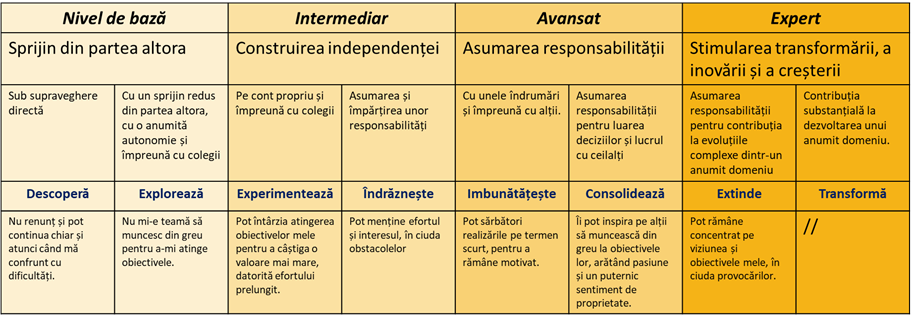 Nivel de bază
Intermediar
Avansat
Expert
Sprijin din partea altora
Construirea independenței
Asumarea responsabilității
Stimularea transformării, a
inovării și a creșterii
Sub supraveghere
directă
Cu un sprijin redus
din partea altora,
cu o anumită
autonomie și
împreună cu colegii
Pe cont propriu și
împreună cu colegii
Asumarea și
împărțirea unor
responsabilități
Cu unele îndrumări
și împreună cu alții.
Asumarea
responsabilității
pentru luarea
deciziilor și lucrul
cu ceilalți
Asumarea
responsabilității
pentru contribuția
la evoluțiile
complexe dintr-un
anumit domeniu
Contribuția
substanțială la
dezvoltarea unui
anumit domeniu.
Descoperă
Explorează
Experimentează
Îndrăznește
Imbunătățește
Consolidează
Extinde
Transformă
Nu renunț și pot
continua chiar și
atunci când mă
confrunt cu
dificultăți.
Nu mi-e teamă să
muncesc din greu
pentru a-mi atinge
obiectivele.
Pot întârzia atingerea
obiectivelor mele
pentru a câștiga o
valoare mai mare,
datorită efortului
prelungit.
Pot menține efortul
și interesul, în ciuda
obstacolelor
Pot sărbători
realizările pe termen
scurt, pentru a
rămâne motivat.
Îi pot inspira pe alții
să muncească din
greu la obiectivele
lor, arătând pasiune
și un puternic
sentiment de
proprietate.
Pot rămâne
concentrat pe
viziunea și
obiectivele mele, în
ciuda provocărilor.
//